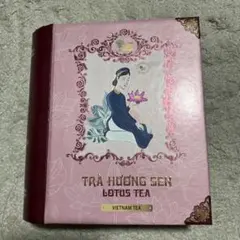 TRÀ HƯƠNG SEN
LOTUS TEA
VIETNAM TEA